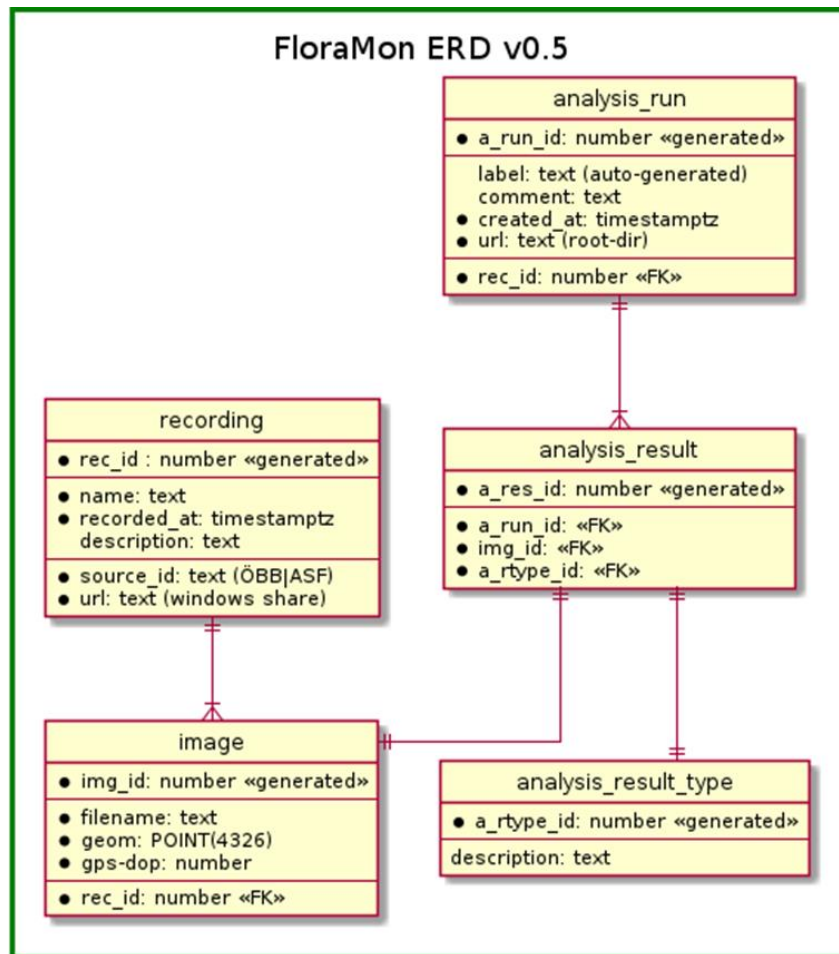 FloraMon ERD v0.5
analysis_run
● a_run_id: number «generated»
label: text (auto-generated)
comment: text
● created_at: timestamptz
● url: text (root-dir)
● rec_id: number «FK»
recording
● rec_id : number «generated»
● name: text
● recorded_at: timestamptz
description: text
● source_id: text (ÖBB|ASF)
● url: text (windows share)
analysis_result
● a_res_id: number «generated»
● a_run_id: «FK»
● img_id: «FK»
● a_rtype_id: «FK»
image
● img_id: number «generated»
● filename: text
● geom: POINT(4326)
● gps-dop: number
● rec_id: number «FK»
analysis_result_type
● a_rtype_id: number «generated»
description: text